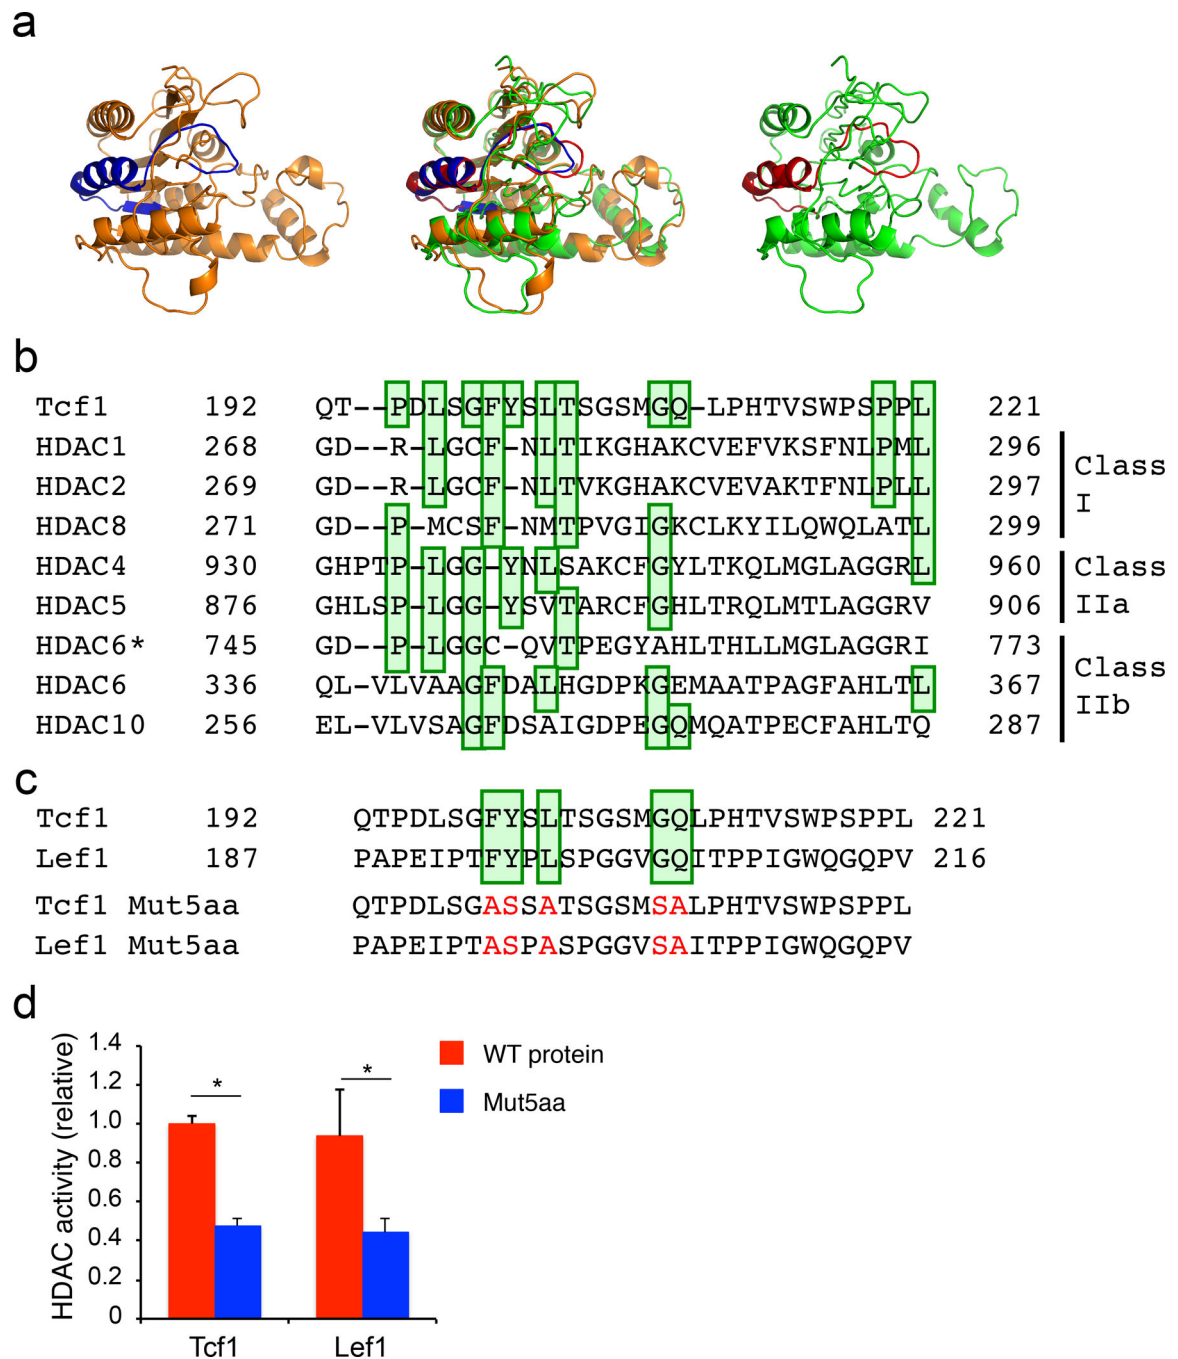 a
b
Tcf1 192 QT--PDLSGFYSLTSGSMGQ-LPHTVSWPSPPL 221
HDAC1 268 GD--R-LGCF-NLTIKGHAKCVEFVKSFNLPML 296
HDAC2 269 GD--R-LGCF-NLTVKGHAKCVEVAKTFNLPLL 297
HDAC8 271 GD--P-MCSF-NMTPVGIGKCLKYILQWQLATL 299
Class
I
HDAC4 930 GHPTP-LGG-YNLSAKCFGYLTKQLMGLAGGRL 960
HDAC5 876 GHLSP-LGG-YSVTARCFGHLTRQLMTLAGGRV 906
Class
IIa
HDAC6* 745 GD--P-LGGC-QVTPEGYAHLTHLLMGLAGGRI 773
HDAC6 336 QL-VLVAAGFDALHGDPKGEMAATPAGFAHLTL 367
HDAC10 256 EL-VLVSAGFDSAIGDPEGQMQATPECFAHLTQ 287
Class
IIb
c
Tcf1 192 QTPDLSGFYSLTSGSMGQLPHTVSWPSPPL 221
Lef1 187 PAPEIPTFYPLSPGGVGQITPPIGWQGQPV 216
Tcf1 Mut5aa QTPDLSGASSATSGSMSALPHTVSWPSPPL
Lef1 Mut5aa PAPEIPTASPASPGGVSAITPPIGWQGQPV
d
HDAC activity (relative)
1.4
1.2
1.0
0.8
0.6
0.4
0.2
0
*
*
WT protein
Mut5aa
Tcf1 Lef1